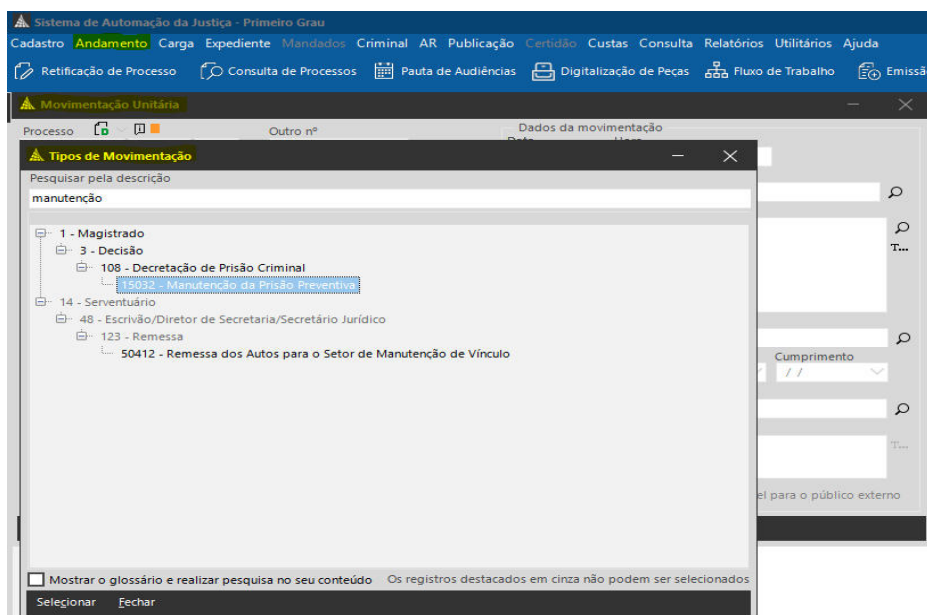 Sistema de Automação da Justiça - Primeiro Grau
Cadastro Andamento Carga Expediente Mandados Criminal AR Publicação Certidão Custas Consulta Relatórios Utilitários Ajuda
Retificação de Processo Consulta de Processos Pauta de Audiências Digitalização de Peças Fluxo de Trabalho Emissã
Movimentação Unitária
Processo Outro nº Dados da movimentação
Tipos de Movimentação
Pesquisar pela descrição
manutenção
1 - Magistrado
T...
3 - Decisão
108 - Decretação de Prisão Criminal
15032 - Manutenção da Prisão Preventiva
14 - Serventuário
48 - Escrivão/Diretor de Secretaria/Secretário Jurídico
123 - Remessa
50412 - Remessa dos Autos para o Setor de Manutenção de Vínculo
Cumprimento
/ /
T...
el para o público externo
Mostrar o glossário e realizar pesquisa no seu conteúdo Os registros destacados em cinza não podem ser selecionados
Selecionar Fechar